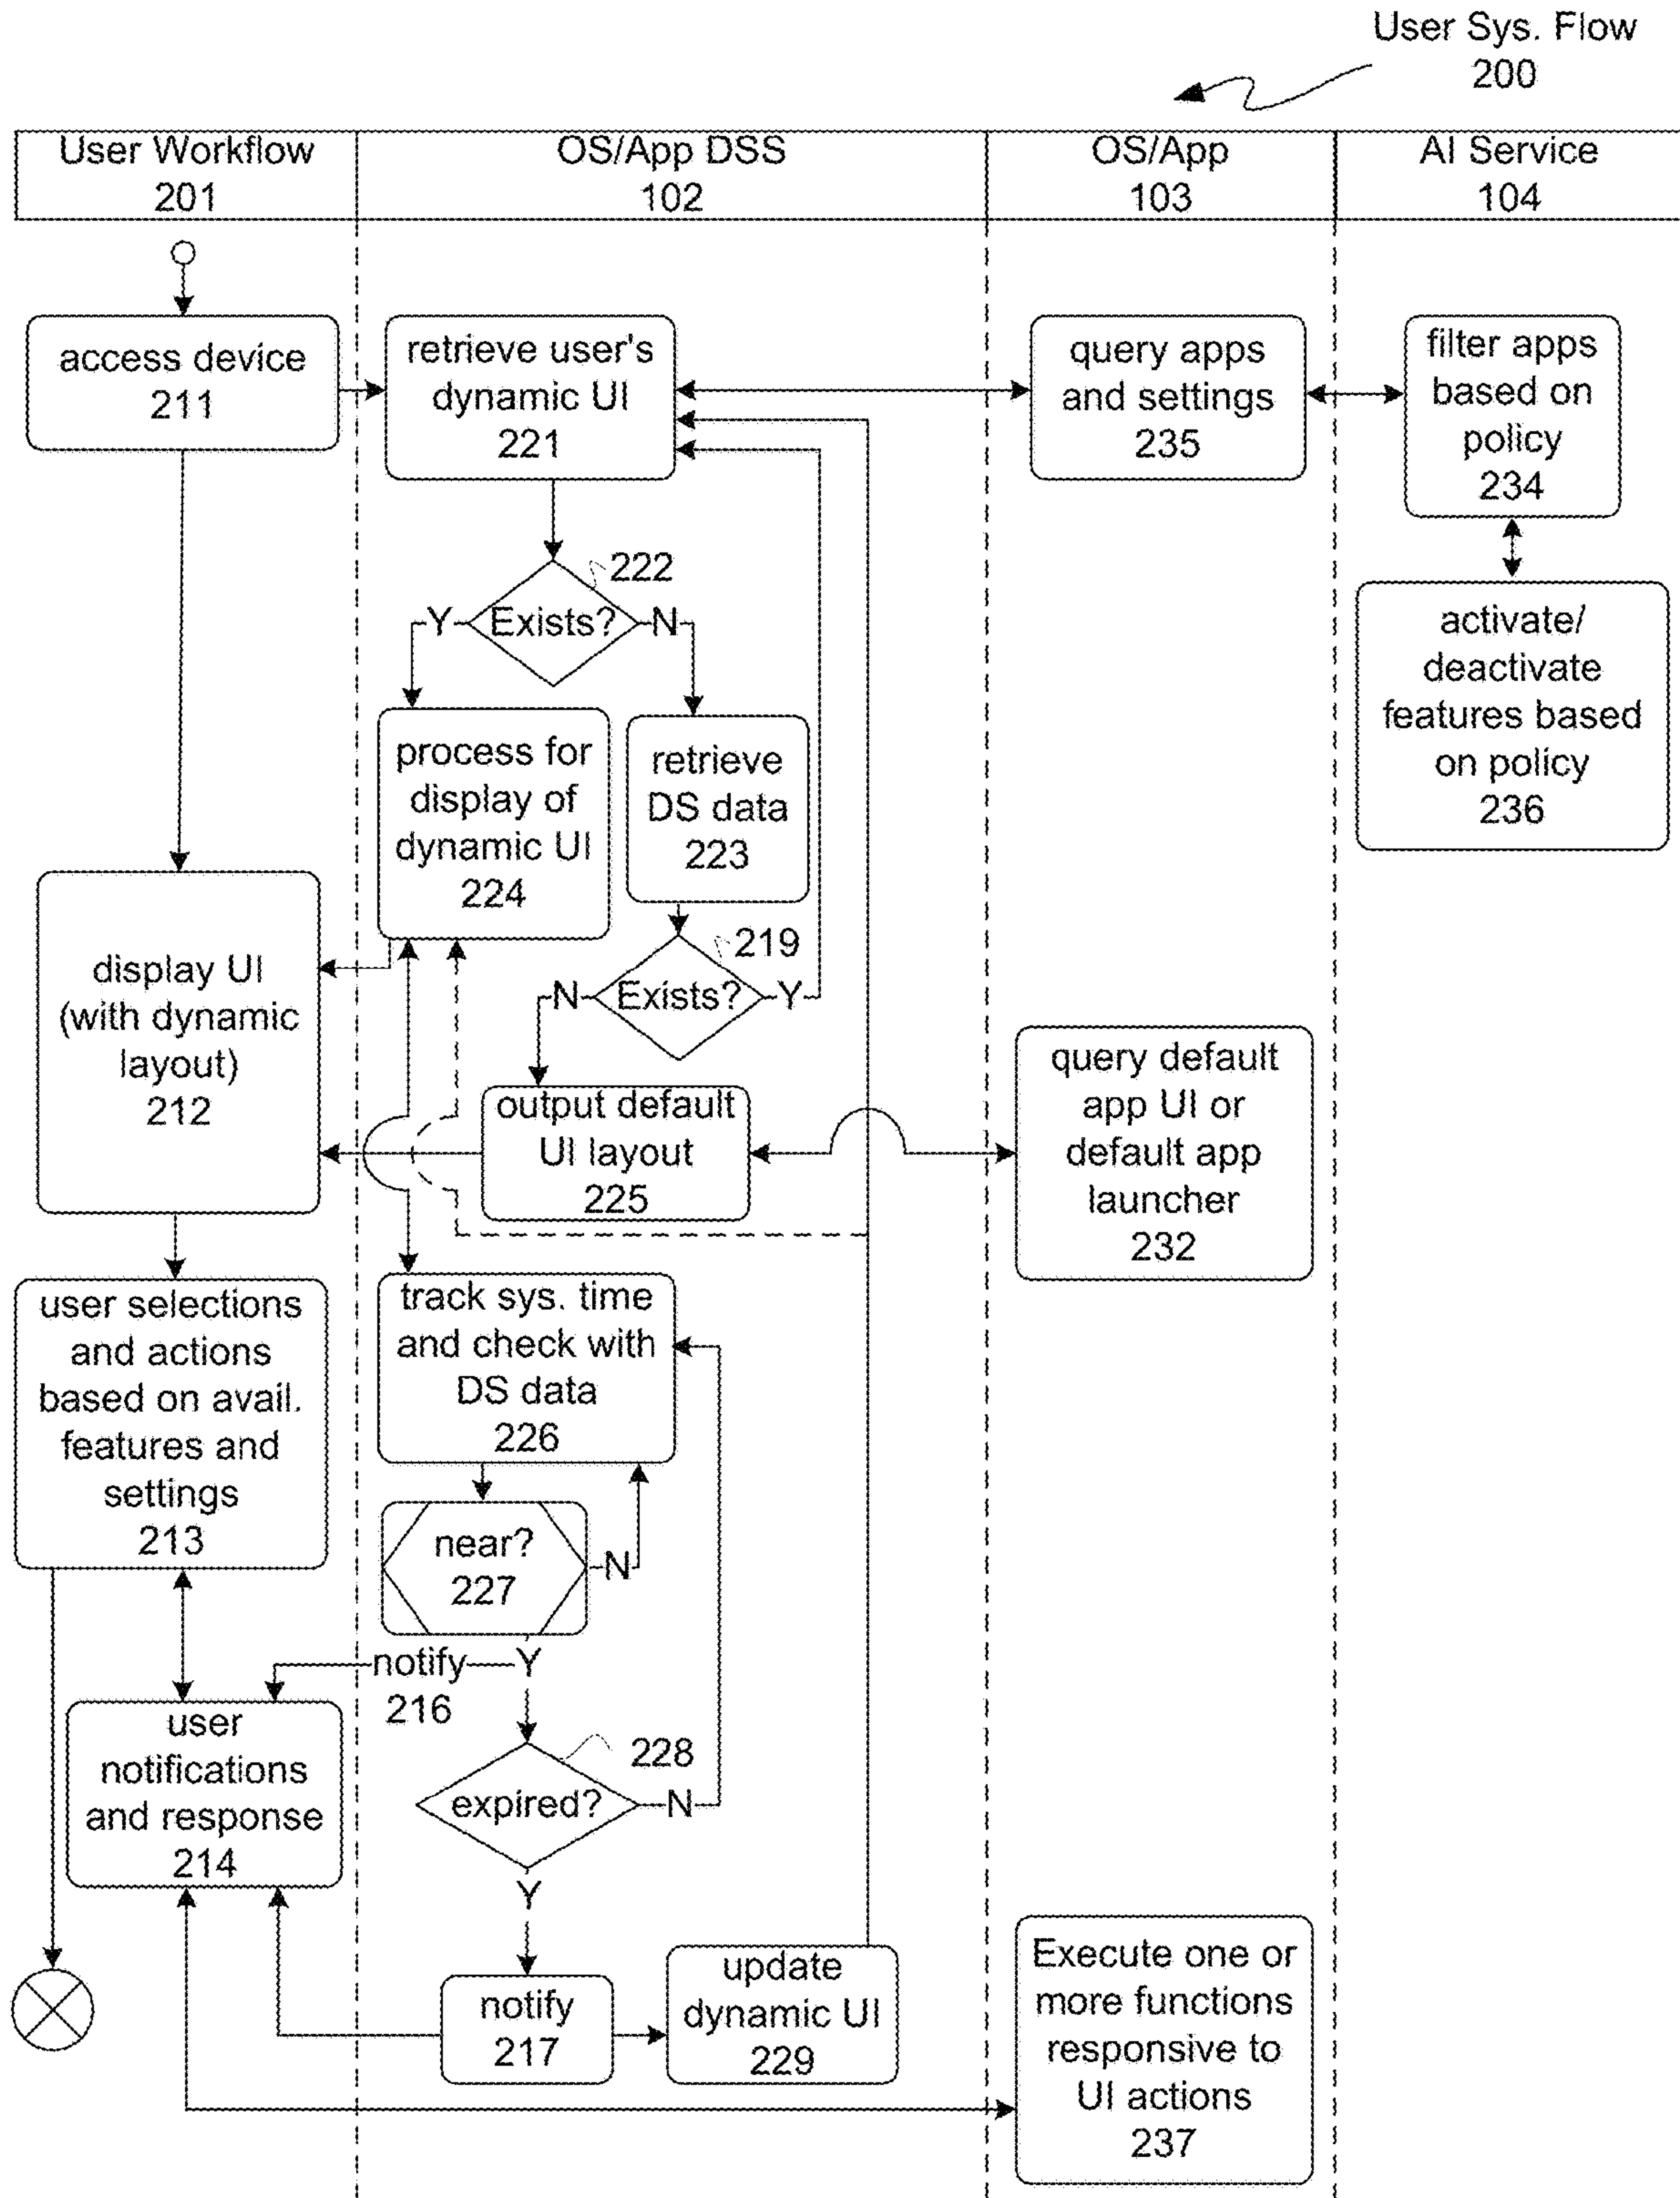 User Sys. Flow
200
User Workflow
201
OS/App DSS
102
OS/App
103
AI Service
104
access device
211
retrieve user's
dynamic UI
221
query apps
and settings
235
filter apps
based on
policy
234
222
Y
Exists?
N
activate/
deactivate
features based
on policy
236
process for
display of
dynamic UI
224
retrieve
DS data
223
219
N
Exists?
Y
display UI
(with dynamic
layout)
212
output default
UI layout
225
query default
app UI or
default app
launcher
232
user selections
and actions
based on avail.
features and
settings
213
track sys. time
and check with
DS data
226
near?
227
N
Y
notify
216
user
notifications
and response
214
228
expired?
N
Y
notify
217
update
dynamic UI
229
Execute one or
more functions
responsive to
UI actions
237